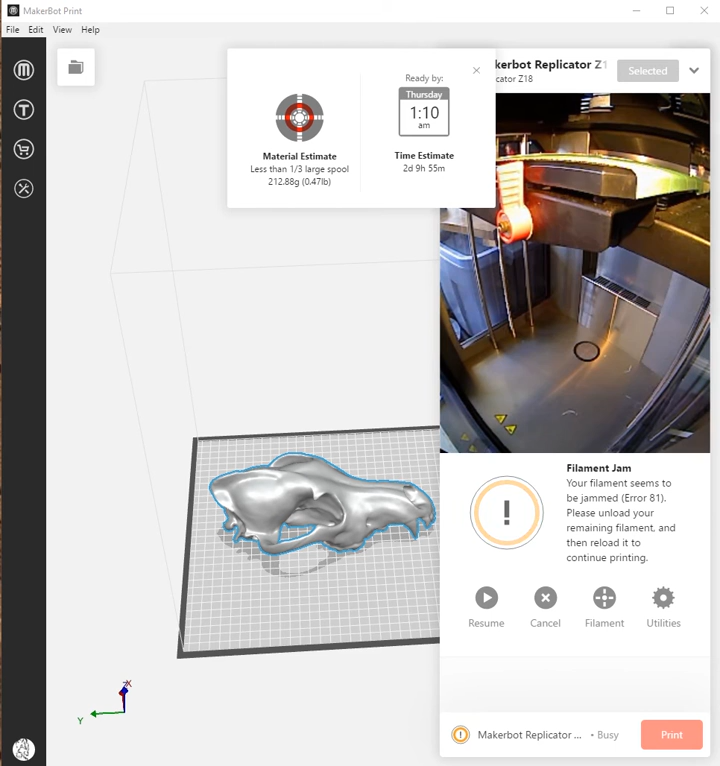 MakerBot Print
File Edit View Help
Ready by:
Thursday
1:10
am
Material Estimate
Less than 1/3 large spool
212.88g (0.47lb)
Time Estimate
2d 9h 55m
kerbot Replicator Z1
cator Z18
Selected
Filament Jam
Your filament seems to
be jammed (Error 81).
Please unload your
remaining filament, and
then reload it to
continue printing.
Resume Cancel Filament Utilities
Z X
Y
Makerbot Replicator ... • Busy
Print